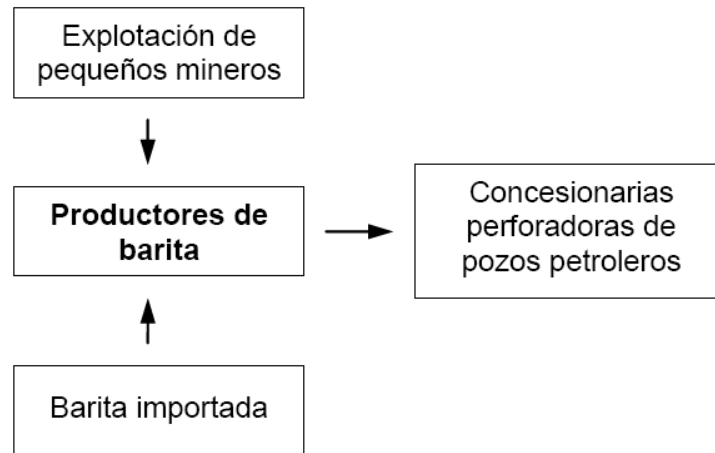 Explotación de
pequeños mineros
Productores de
barita
Concesionarias
perforadoras de
pozos petroleros
Barita importada